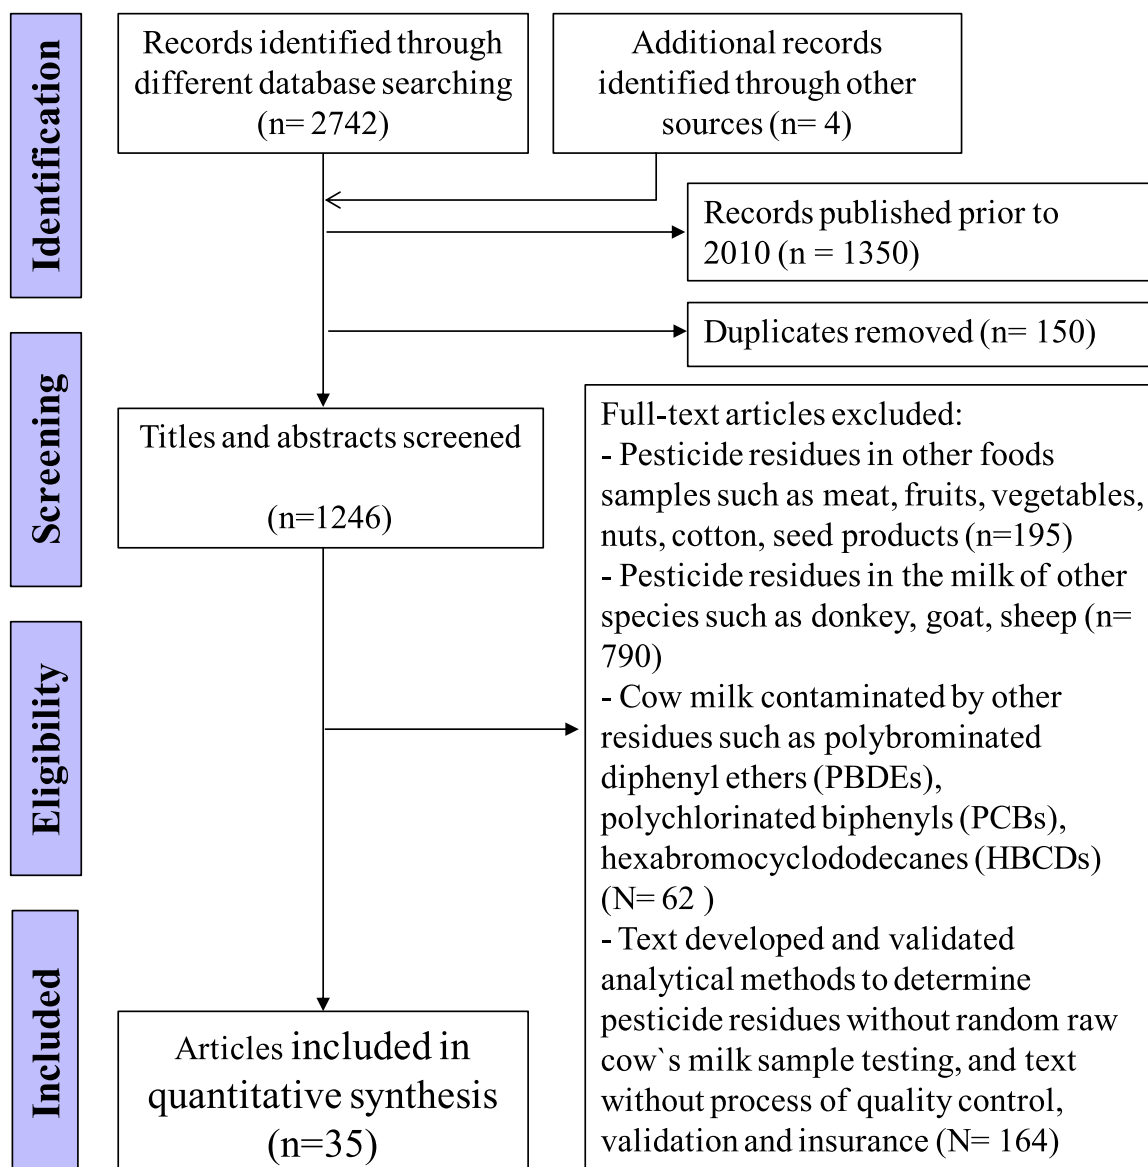 Identification
Records identified through
different database searching
(n= 2742)
Additional records
identified through other
sources (n= 4)
Records published prior to
2010 (n = 1350)
Duplicates removed (n= 150)
Screening
Titles and abstracts screened
(n=1246)
Full-text articles excluded:
- Pesticide residues in other foods
samples such as meat, fruits, vegetables,
nuts, cotton, seed products (n=195)
- Pesticide residues in the milk of other
species such as donkey, goat, sheep (n=
790)
- Cow milk contaminated by other
residues such as polybrominated
diphenyl ethers (PBDEs),
polychlorinated biphenyls (PCBs),
hexabromocyclododecanes (HBCDs)
(N= 62 )
- Text developed and validated
analytical methods to determine
pesticide residues without random raw
cow`s milk sample testing, and text
without process of quality control,
validation and insurance (N= 164)
Eligibility
Included
Articles included in
quantitative synthesis
(n=35)